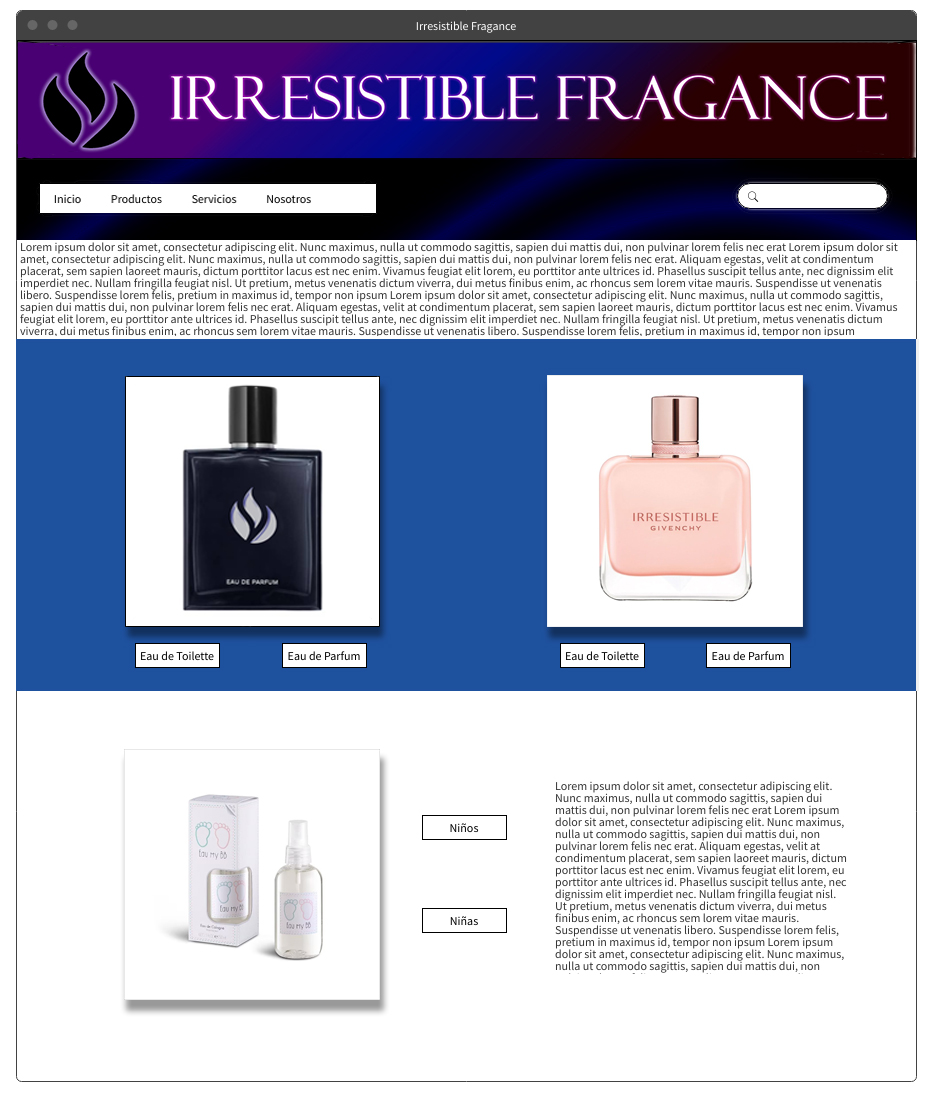 Irresistible Fragance
IRRESISTIBLE FRAGANCE
Inicio Productos Servicios Nosotros
Lorem ipsum dolor sit amet, consectetur adipiscing elit. Nunc maximus, nulla ut commodo sagittis, sapien dui mattis dui, non pulvinar lorem felis nec erat Lorem ipsum dolor sit
amet, consectetur adipiscing elit. Nunc maximus, nulla ut commodo sagittis, sapien dui mattis dui, non pulvinar lorem felis nec erat. Aliquam egestas, velit at condimentum
placerat, sem sapien laoreet mauris, dictum porttitor lacus est nec enim. Vivamus feugiat elit lorem, eu porttitor ante ultrices id. Phasellus suscipit tellus ante, nec dignissim elit
imperdiet nec. Nullam fringilla feugiat nisl. Ut pretium, metus venenatis dictum viverra, dui metus finibus enim, ac rhoncus sem lorem vitae mauris. Suspendisse ut venenatis
libero. Suspendisse lorem felis, pretium in maximus id, tempor non ipsum Lorem ipsum dolor sit amet, consectetur adipiscing elit. Nunc maximus, nulla ut commodo sagittis,
sapien dui mattis dui, non pulvinar lorem felis nec erat. Aliquam egestas, velit at condimentum placerat, sem sapien laoreet mauris, dictum porttitor lacus est nec enim. Vivamus
feugiat elit lorem, eu porttitor ante ultrices id. Phasellus suscipit tellus ante, nec dignissim elit imperdiet nec. Nullam fringilla feugiat nisl. Ut pretium, metus venenatis dictum
viverra, dui metus finibus enim, ac rhoncus sem lorem vitae mauris. Suspendisse ut venenatis libero. Suspendisse lorem felis, pretium in maximus id, tempor non ipsum
EAU DE PARFUM
IRRESISTIBLE
GIVENCHY
Eau de Toilette Eau de Parfum
Eau de Toilette Eau de Parfum
Eau my BB
Eau my BB
Eau my BB
Niños
Niñas
Lorem ipsum dolor sit amet, consectetur adipiscing elit.
Nunc maximus, nulla ut commodo sagittis, sapien dui
mattis dui, non pulvinar lorem felis nec erat Lorem ipsum
dolor sit amet, consectetur adipiscing elit. Nunc maximus,
nulla ut commodo sagittis, sapien dui mattis dui, non
pulvinar lorem felis nec erat. Aliquam egestas, velit at
condimentum placerat, sem sapien laoreet mauris, dictum
porttitor lacus est nec enim. Vivamus feugiat elit lorem, eu
porttitor ante ultrices id. Phasellus suscipit tellus ante, nec
dignissim elit imperdiet nec. Nullam fringilla feugiat nisl.
Ut pretium, metus venenatis dictum viverra, dui metus
finibus enim, ac rhoncus sem lorem vitae mauris.
Suspendisse ut venenatis libero. Suspendisse lorem felis,
pretium in maximus id, tempor non ipsum Lorem ipsum
dolor sit amet, consectetur adipiscing elit. Nunc maximus,
nulla ut commodo sagittis, sapien dui mattis dui, non